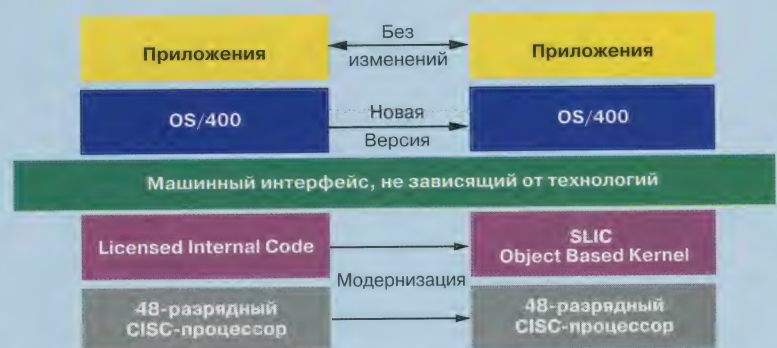 Приложения
Без
изменений
Приложения
OS/400
Новая
Версия
OS/400
Машинный интерфейс, не зависящий от технологий
Licensed Internal Code
SLIC
Object Based Kernel
Модернизация
48-разрядный
CISC-процессор
48-разрядный
CISC-процессор